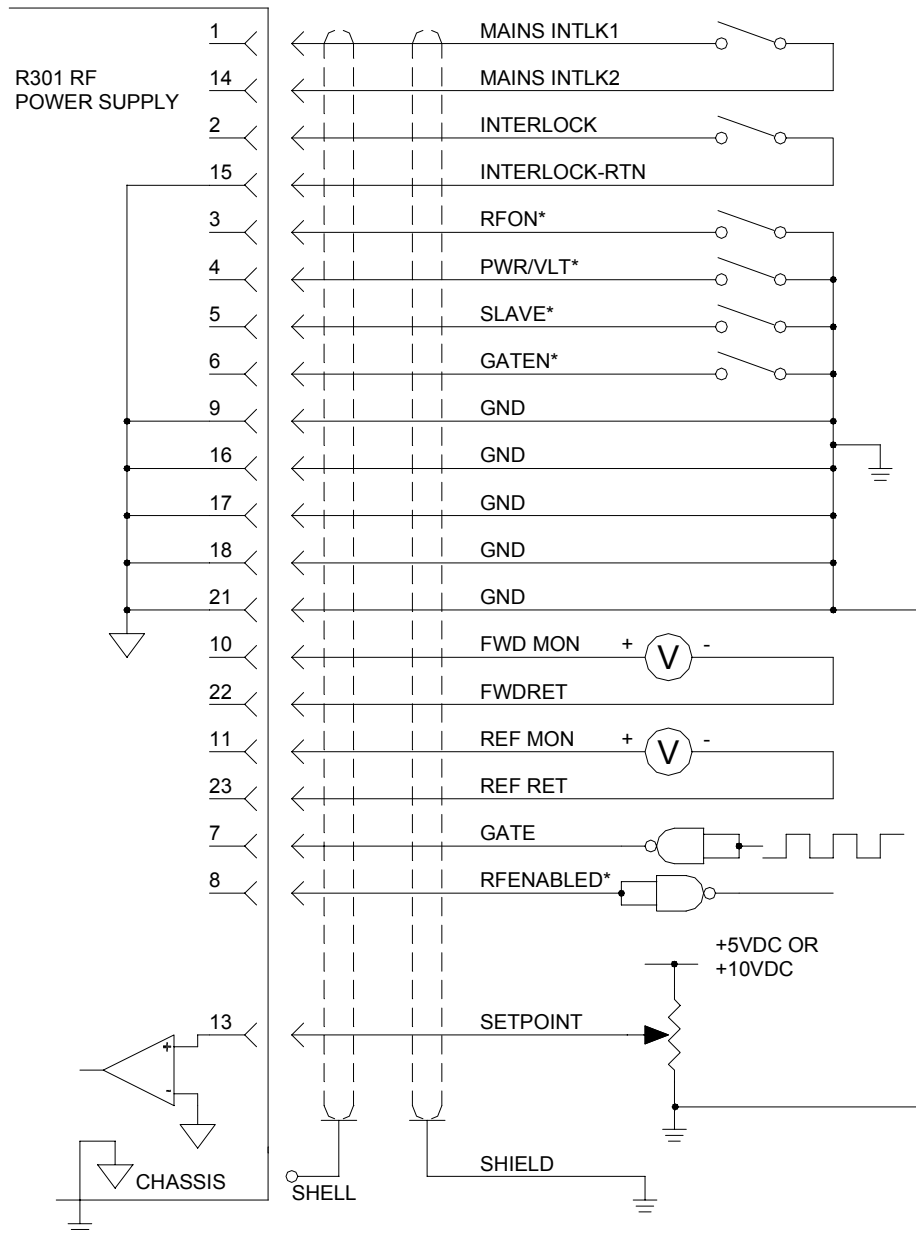 R301 RF
POWER SUPPLY
1 MAINS INTLK1
14 MAINS INTLK2
2 INTERLOCK
15 INTERLOCK-RTN
3 RFON*
4 PWR/VLT*
5 SLAVE*
6 GATEN*
9 GND
16 GND
17 GND
18 GND
21 GND
10 FWD MON + V -
22 FWDRET
11 REF MON + V -
23 REF RET
7 GATE
8 RFENABLED*
+5VDC OR
+10VDC
13 SETPOINT
+
-
CHASSIS
SHELL
SHIELD